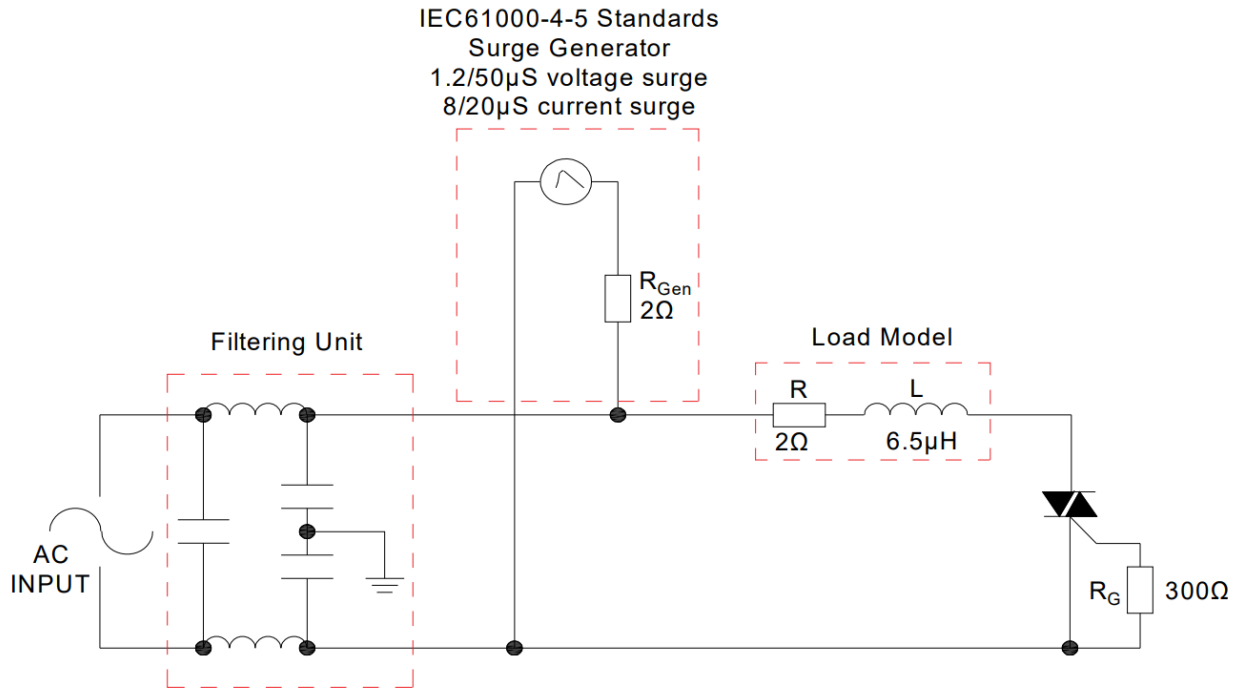 IEC61000-4-5 Standards
Surge Generator
1.2/50µS voltage surge
8/20µS current surge
RGen
2Ω
Filtering Unit
Load Model
R
L
2Ω
6.5µH
AC
INPUT
RG
300Ω